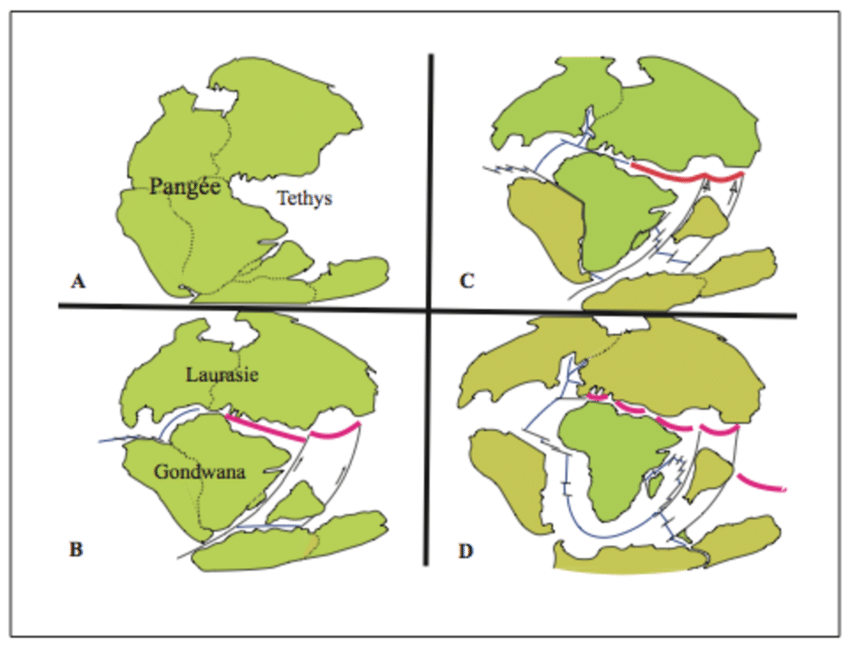 Pangée
Tethys
A
C
Laurasie
Gondwana
B
D